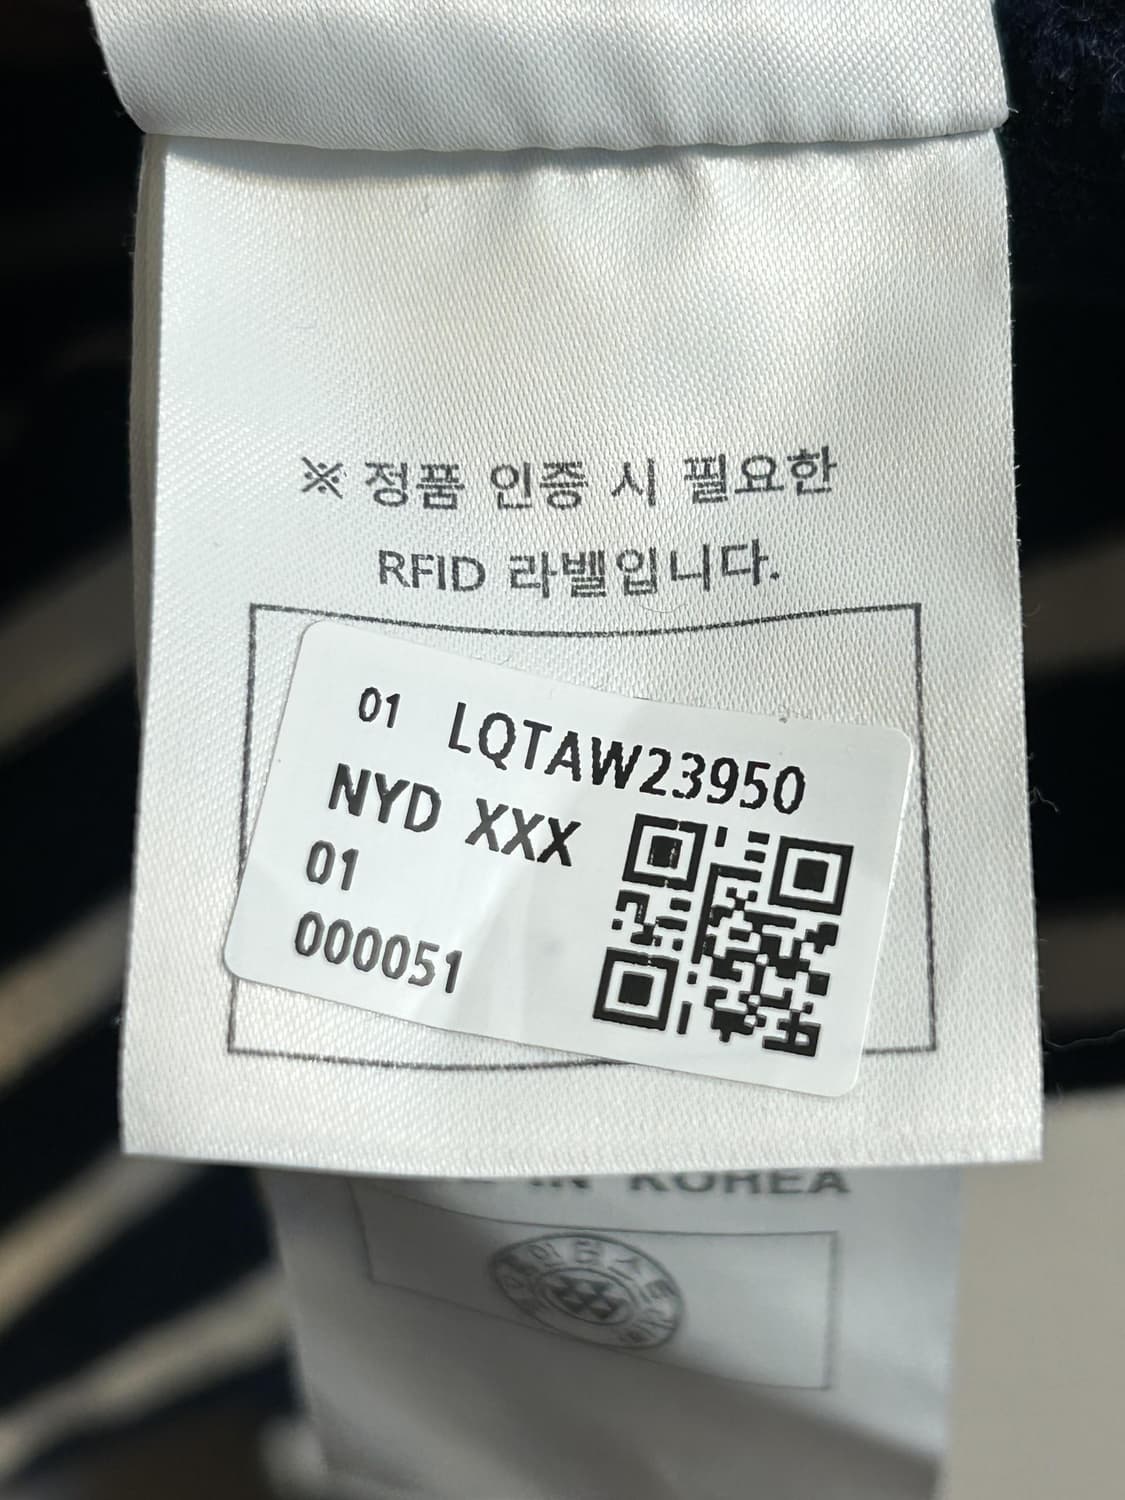 ※ 정품 인증 시 필요한
RFID 라벨입니다.
01 LQTAW23950
NYD XXX
01
000051
IN KOREA